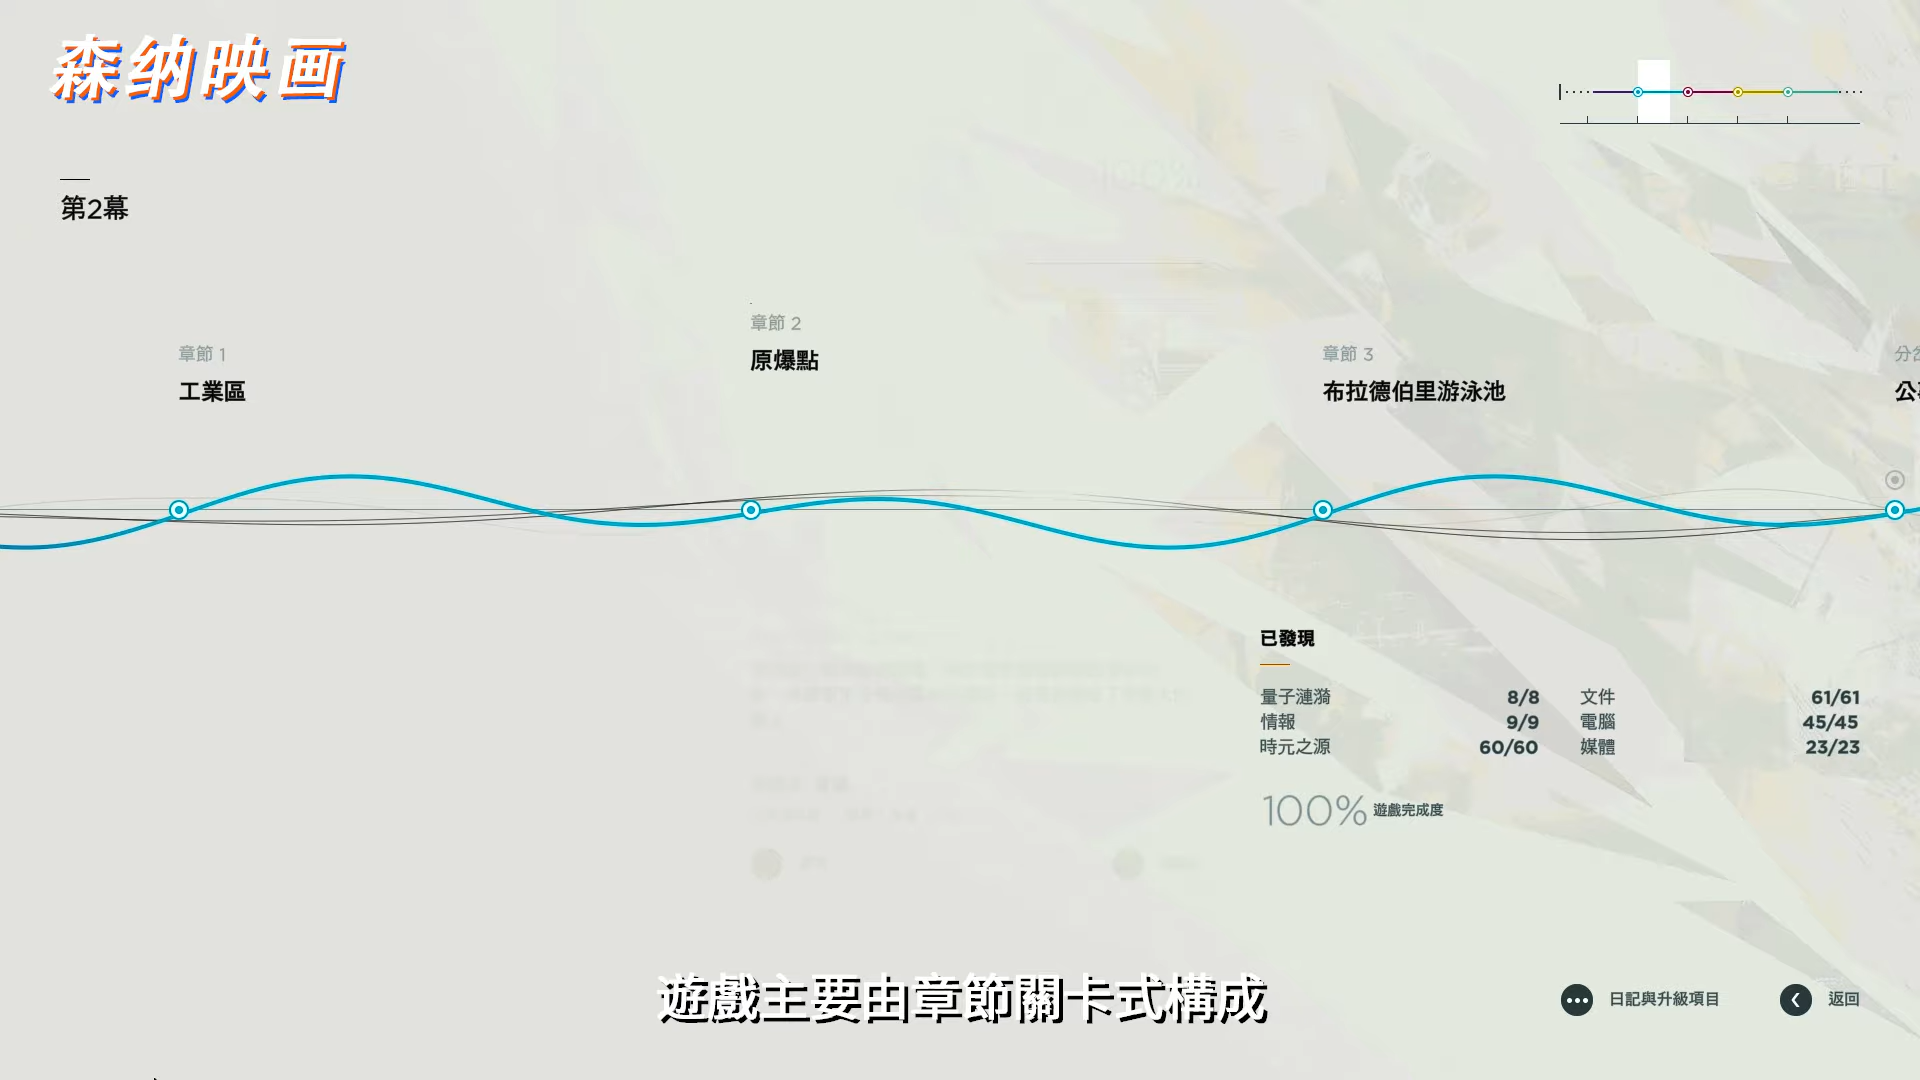 森纳映画
第2幕
章節 1
工業區
章節 2
原爆點
章節 3
布拉德伯里游泳池
已發現
量子漣漪 8/8 文件 61/61
情報 9/9 電腦 45/45
時元之源 60/60 媒體 23/23
100% 遊戲完成度
遊戲主要由章節關卡式構成
日記與升級項目
返回